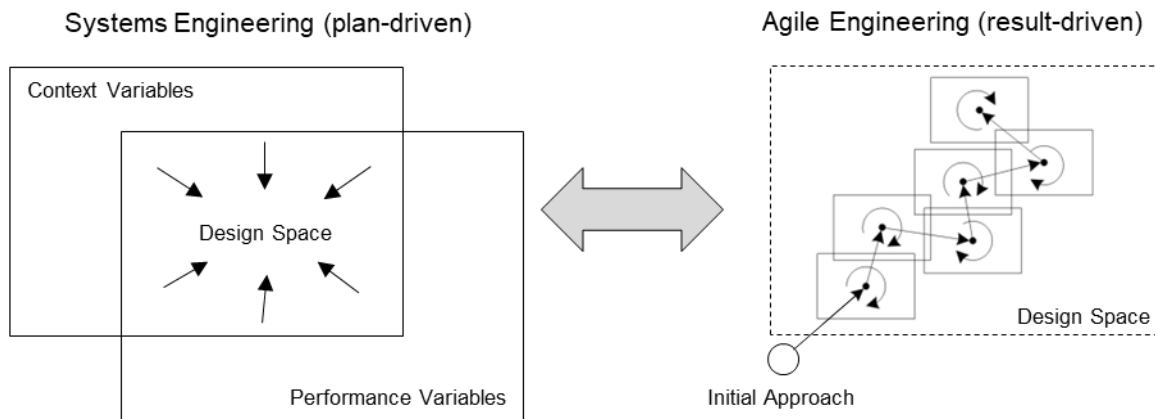 Systems Engineering (plan-driven)
Agile Engineering (result-driven)
Context Variables
Design Space
Performance Variables
Design Space
Initial Approach